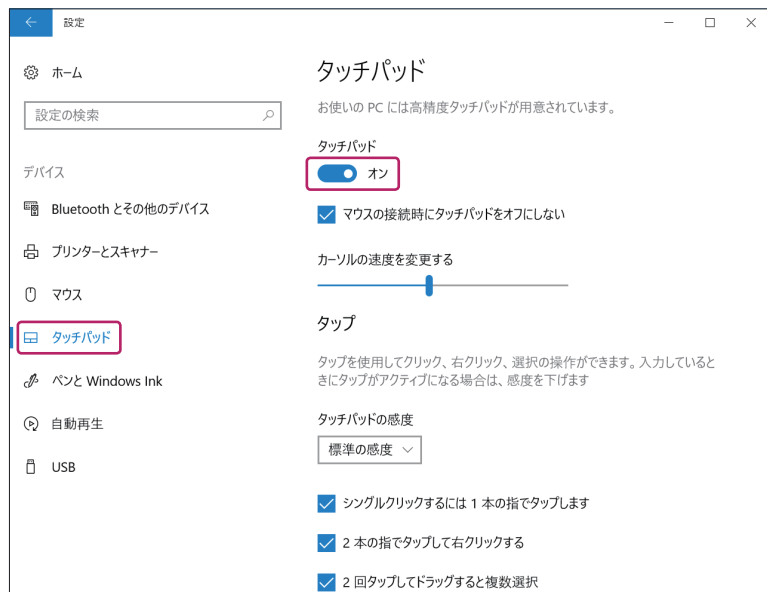 設定
ホーム
設定の検索
デバイス
Bluetooth とその他のデバイス
プリンターとスキャナー
マウス
タッチパッド
ペンと Windows Ink
自動再生
USB
タッチパッド
お使いの PC には高精度タッチパッドが用意されています。
タッチパッド
オン
マウスの接続時にタッチパッドをオフにしない
カーソルの速度を変更する
タップ
タップを使用してクリック、右クリック、選択の操作ができます。入力していると
きにタップがアクティブになる場合は、感度を下げます
タッチパッドの感度
標準の感度
シングルクリックするには 1 本の指でタップします
2 本の指でタップして右クリックする
2 回タップしてドラッグすると複数選択